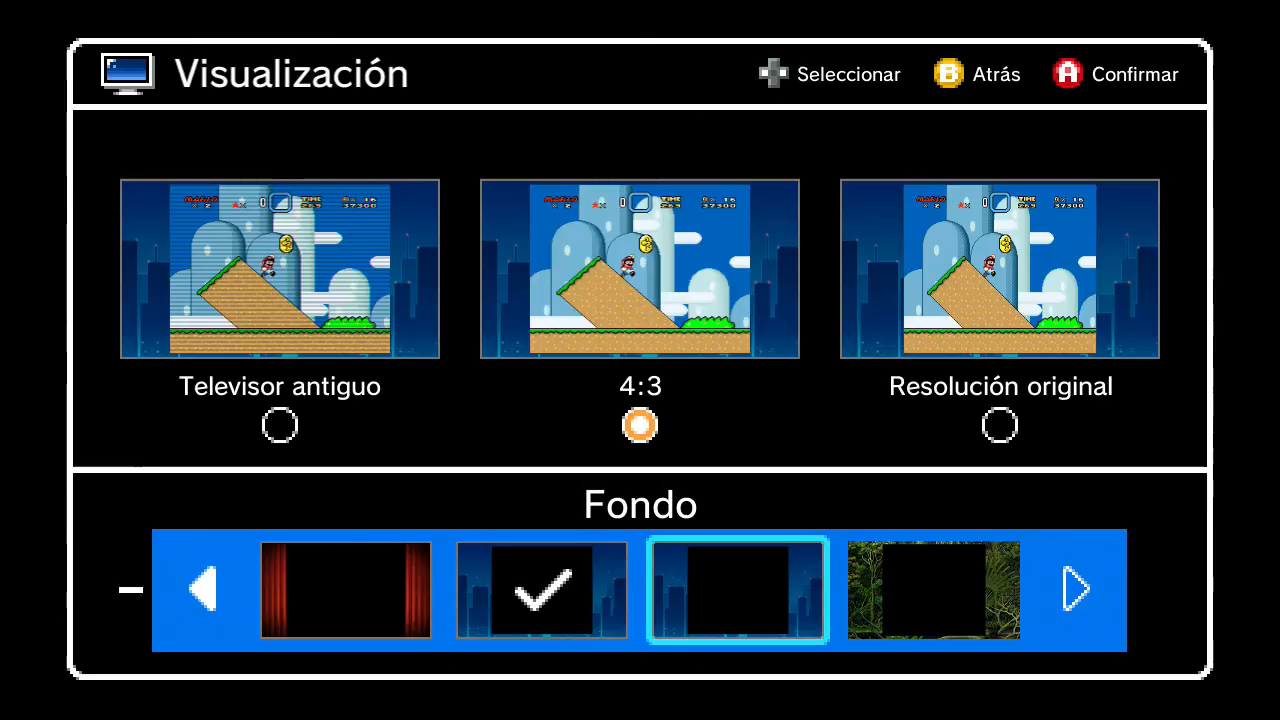 Visualización
Seleccionar
B Atrás
A Confirmar
Televisor antiguo
4:3
Resolución original
Fondo